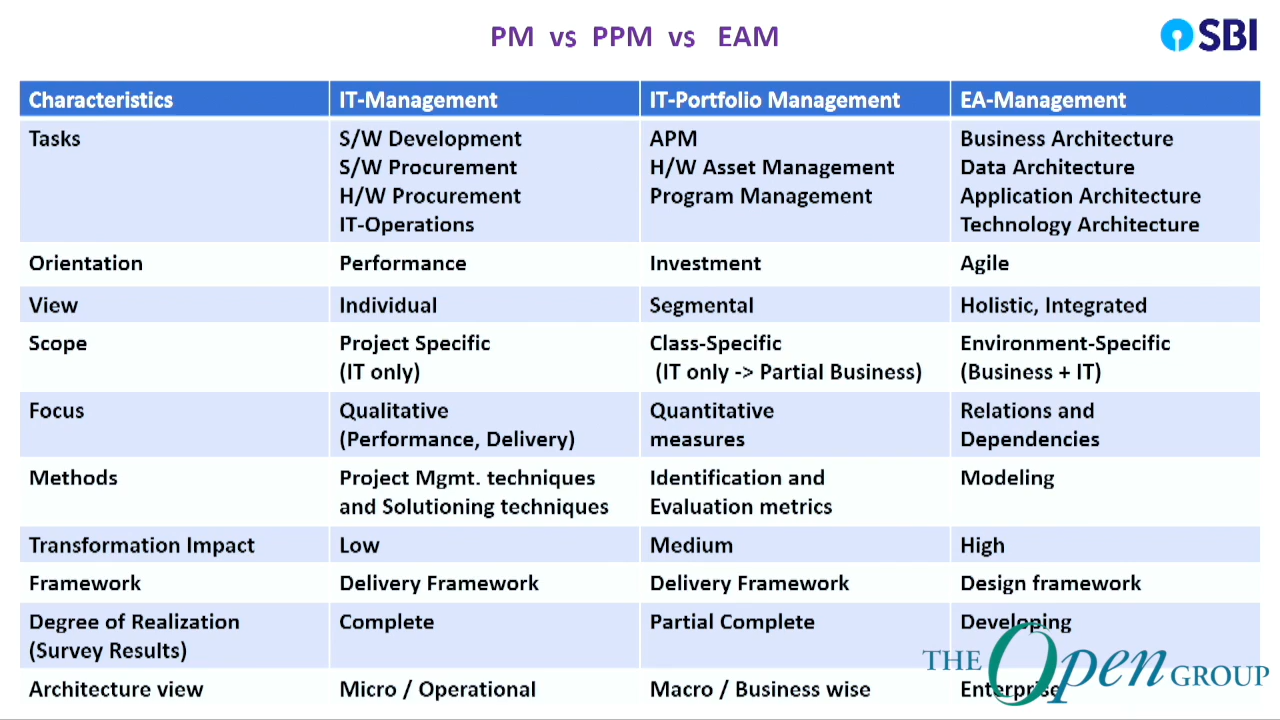 PM vs PPM vs EAM
SBI
Characteristics IT-Management IT-Portfolio Management EA-Management
Tasks S/W Development APM Business Architecture
S/W Procurement H/W Asset Management Data Architecture
H/W Procurement Program Management Application Architecture
IT-Operations Technology Architecture
Orientation Performance Investment Agile
View Individual Segmental Holistic, Integrated
Scope Project Specific Class-Specific Environment-Specific
(IT only) (IT only -> Partial Business) (Business + IT)
Focus Qualitative Quantitative Relations and
(Performance, Delivery) measures Dependencies
Methods Project Mgmt. techniques Identification and Modeling
and Solutioning techniques Evaluation metrics
Transformation Impact Low Medium High
Framework Delivery Framework Delivery Framework Design framework
Degree of Realization Complete Partial Complete Developing
(Survey Results)
THE Open GROUP
Architecture view Micro / Operational Macro / Business wise Enterprise